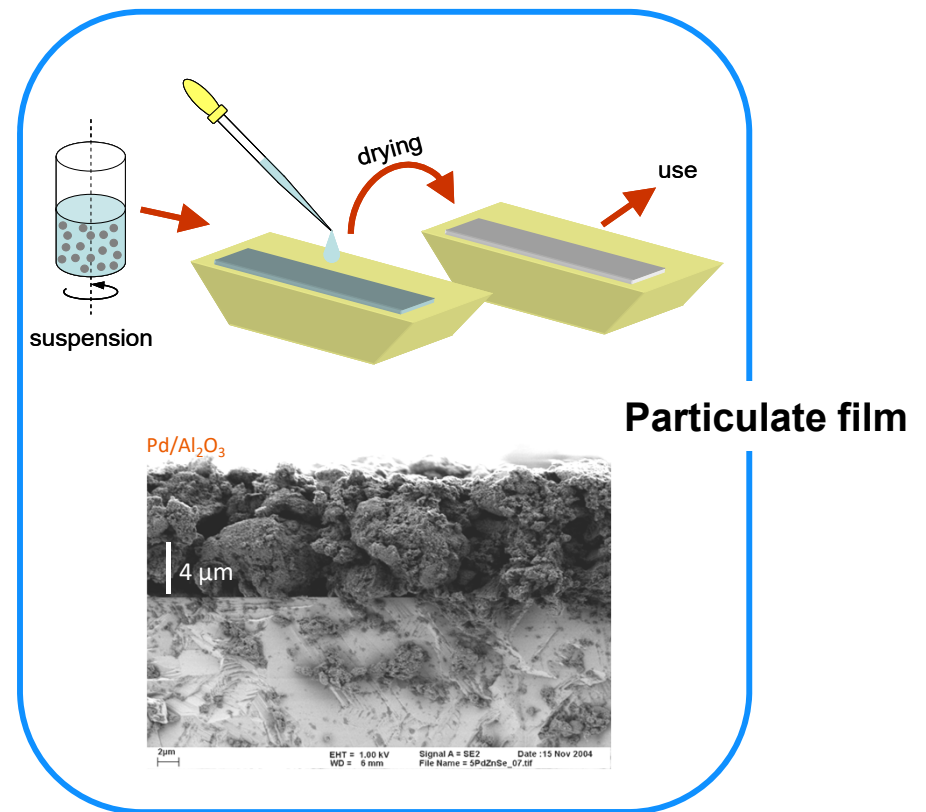 drying
use
suspension
Particulate film
Pd/Al₂O₃
4 µm
2µm
EHT = 1.00 kV
WD = 6 mm
Signal A = SE2
File Name = 5PdZnSe_07.tif
Date :15 Nov 2004